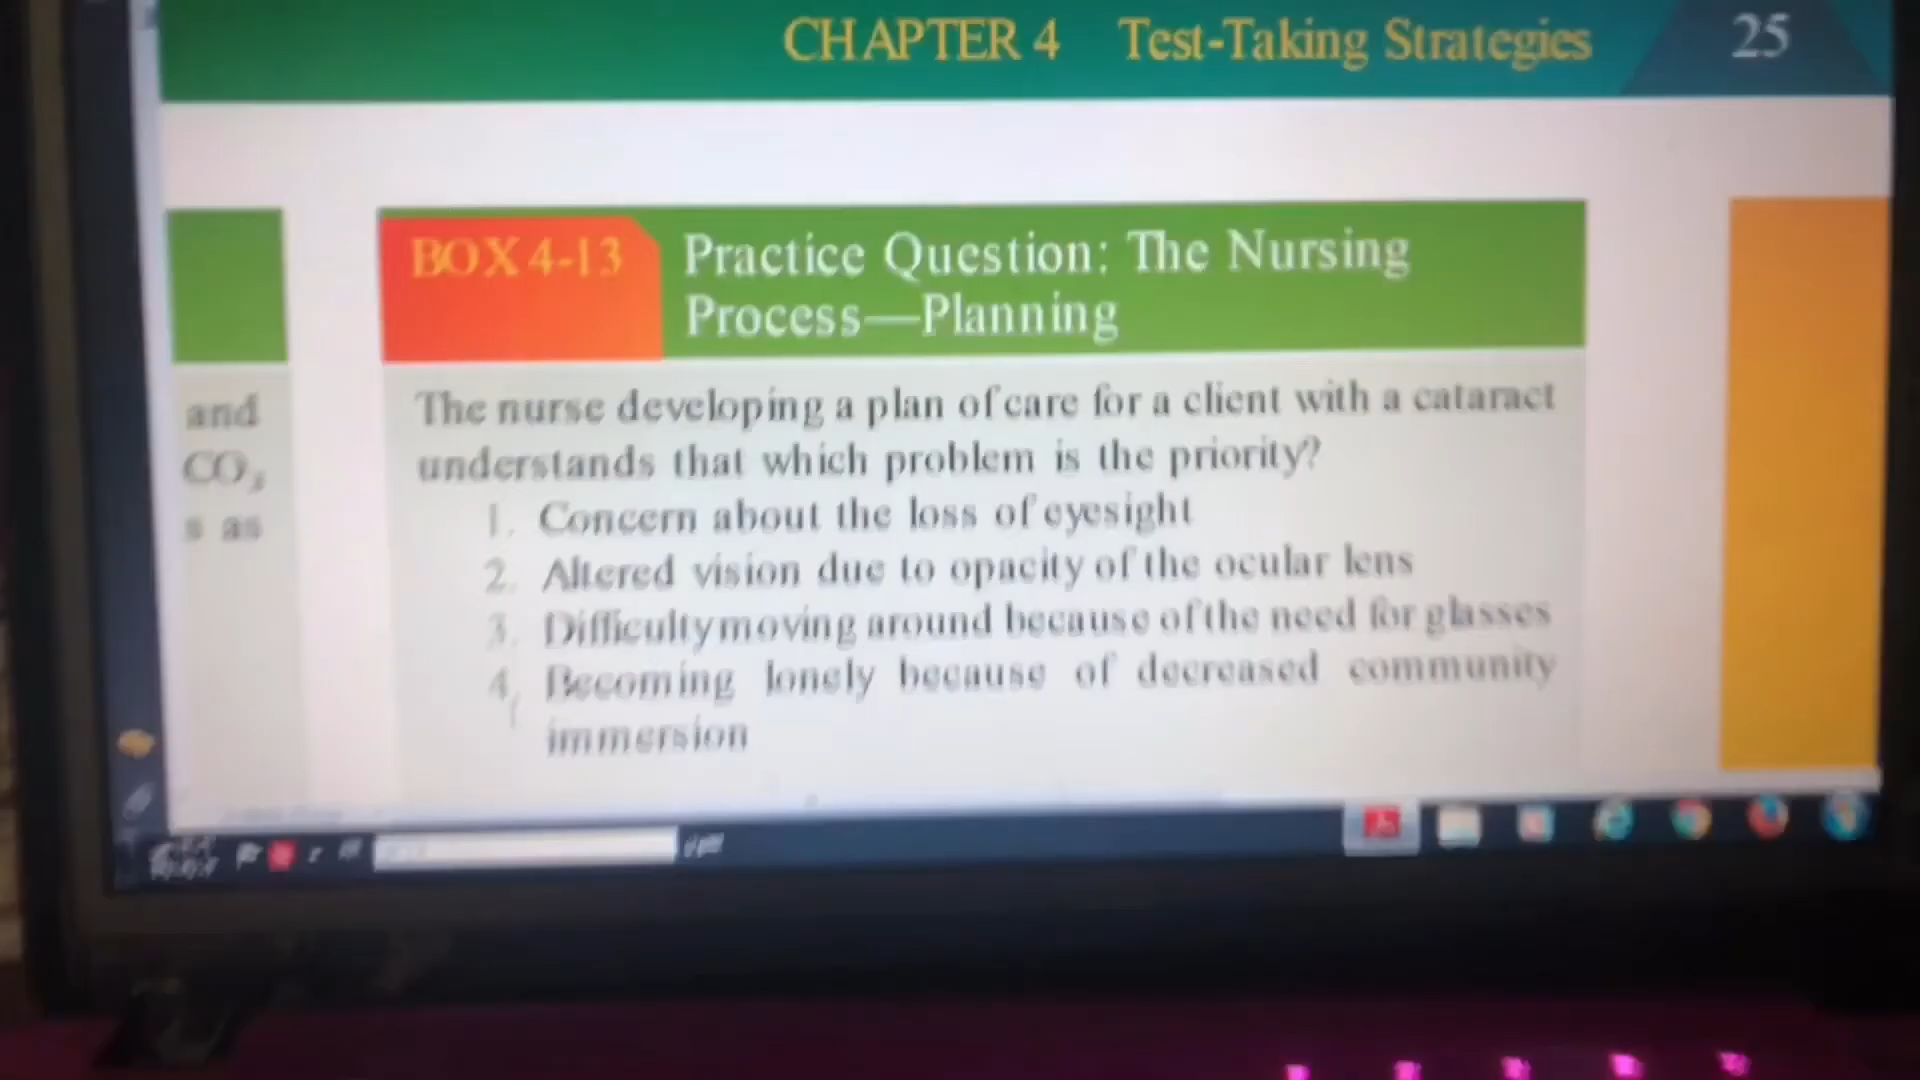 CHAPTER 4 Test-Taking Strategies 25
BOX 4-13 Practice Question: The Nursing
Process—Planning
and
CO
s as
The nurse developing a plan of care for a client with a cataract
understands that which problem is the priority?
1. Concern about the loss of eyesight
2. Altered vision due to opacity of the ocular lens
3. Difficulty moving around because of the need for glasses
4. Becoming lonely because of decreased community
immersion